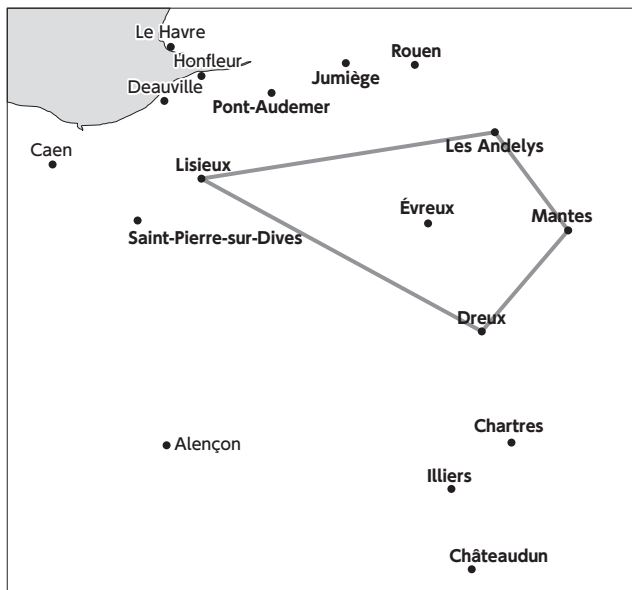 Le Havre
Rouen
Honfleur
Jumiège
Deauville
Pont-Audemer
Les Andelys
Caen
Lisieux
Évreux
Mantes
Saint-Pierre-sur-Dives
Dreux
Chartres
Alençon
Illiers
Châteaudun